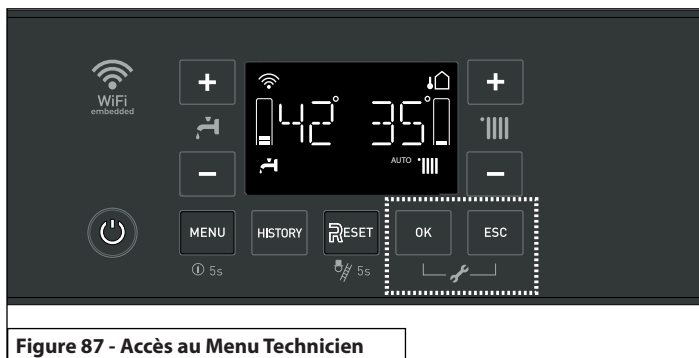 WiFi
embedded
+
+
42° 35°
AUTO
−
−
MENU
HISTORY
RESET
OK
ESC
5s
5s
Figure 87 - Accès au Menu Technicien